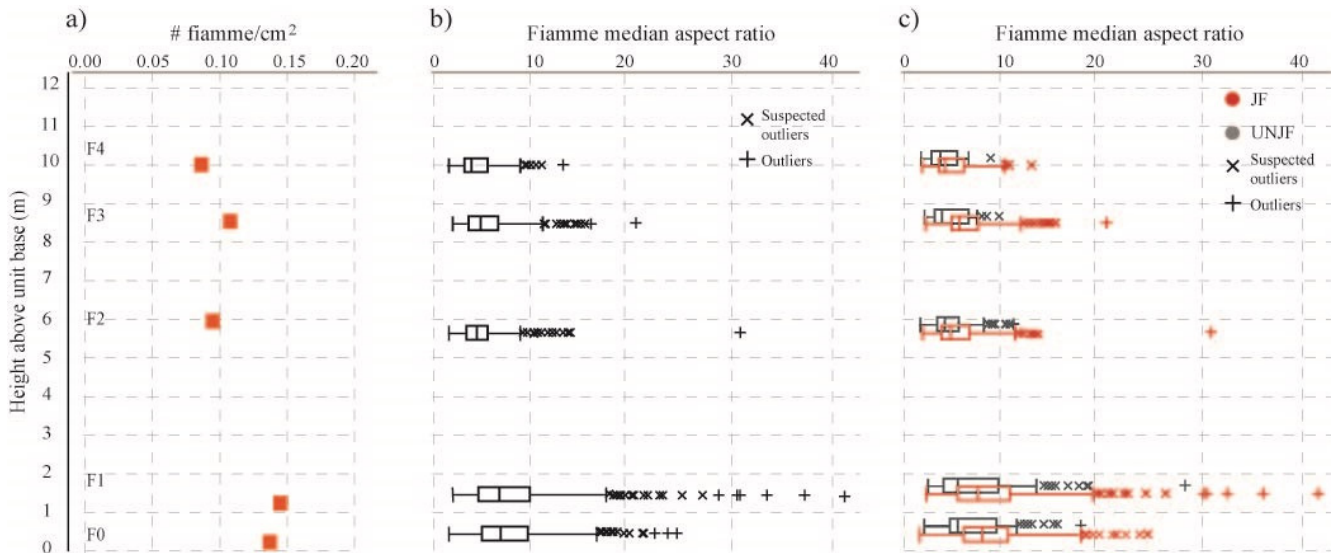 a)
# fiamme/cm²
0.00 0.05 0.10 0.15 0.20
b)
Fiamme median aspect ratio
0 10 20 30 40
c)
Fiamme median aspect ratio
0 10 20 30 40
Height above unit base (m)
12
11
10
9
8
7
6
5
4
3
2
1
0
F4
F3
F2
F1
F0
× Suspected
outliers
+ Outliers
JF
UNJF
× Suspected
outliers
+ Outliers